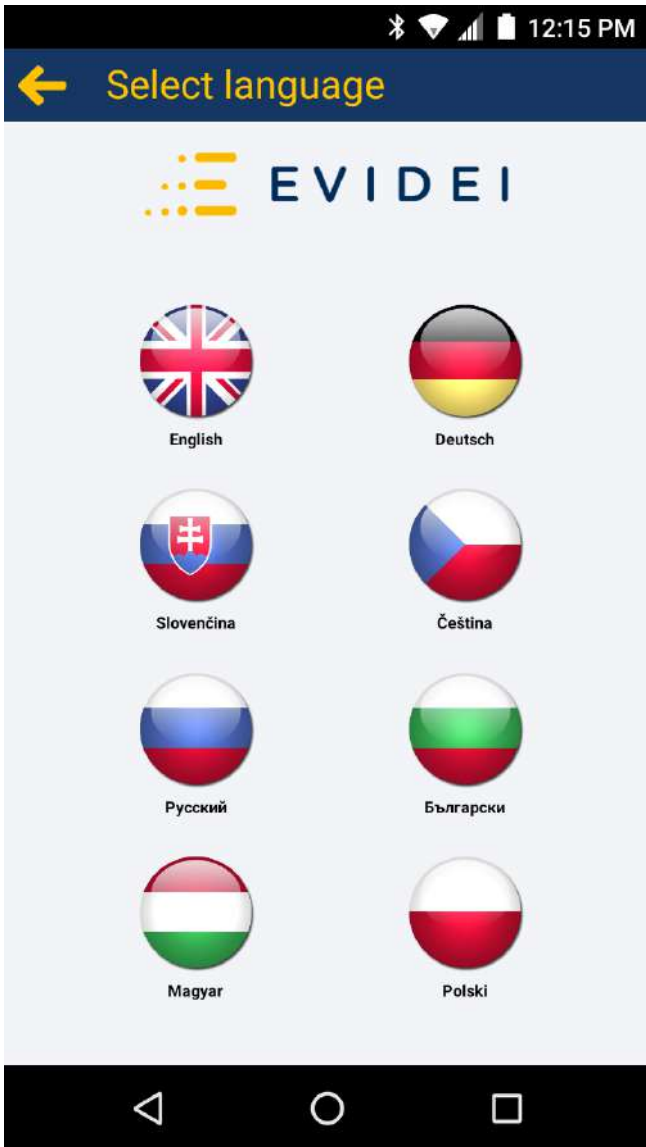 12:15 PM
Select language
EVIDEI
English
Deutsch
Slovenčina
Čeština
Русский
Български
Magyar
Polski